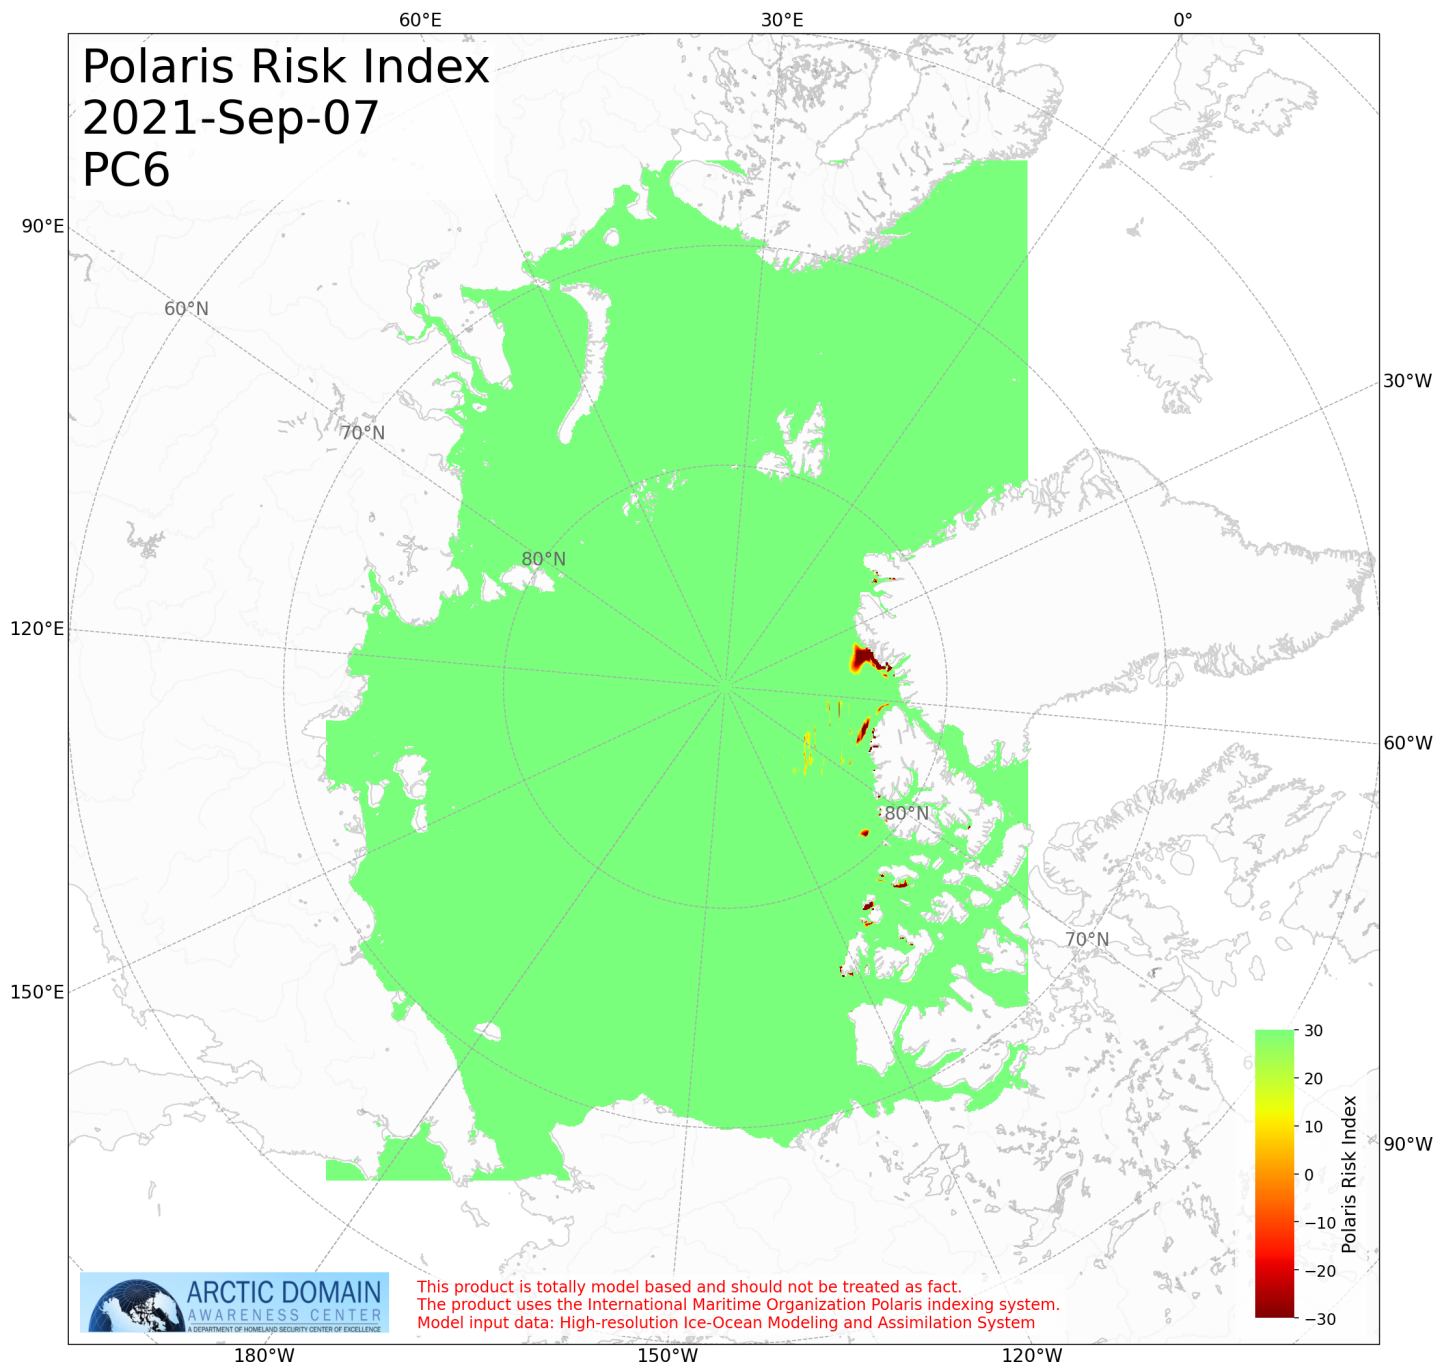 60°E 30°E 0°
Polaris Risk Index
2021-Sep-07
PC6
90°E
60°N
30°W
70°N
80°N
120°E
60°W
80°N
70°N
150°E
30
20
10
0
−10
−20
−30
Polaris Risk Index
90°W
ARCTIC DOMAIN
AWARENESS CENTER
A DEPARTMENT OF HOMELAND SECURITY CENTER OF EXCELLENCE
This product is totally model based and should not be treated as fact.
The product uses the International Maritime Organization Polaris indexing system.
Model input data: High-resolution Ice-Ocean Modeling and Assimilation System
180°W 150°W 120°W